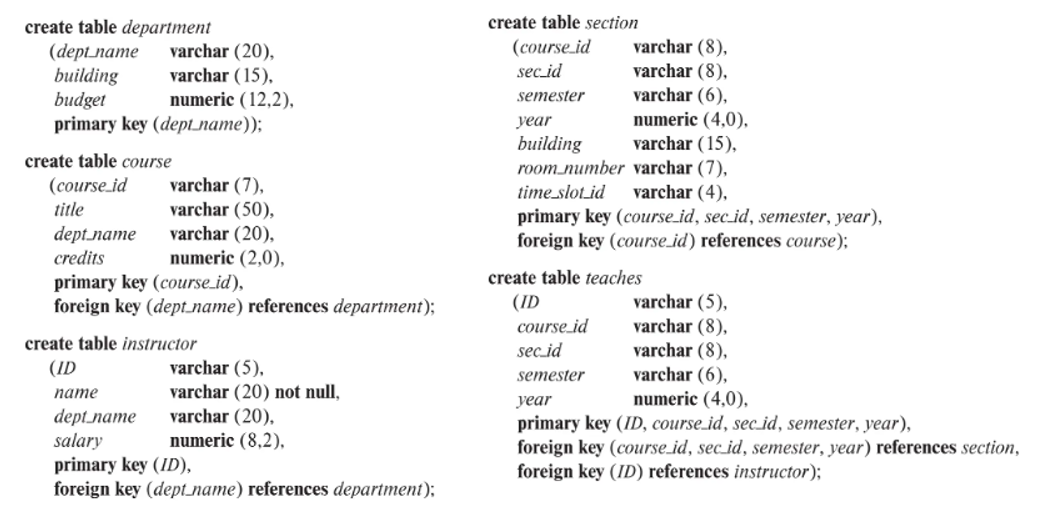 create table department
(dept_name varchar (20),
building varchar (15),
budget numeric (12,2),
primary key (dept_name));
create table course
(course_id varchar (7),
title varchar (50),
dept_name varchar (20),
credits numeric (2,0),
primary key (course_id),
foreign key (dept_name) references department);
create table instructor
(ID varchar (5),
name varchar (20) not null,
dept_name varchar (20),
salary numeric (8,2),
primary key (ID),
foreign key (dept_name) references department);
create table section
(course_id varchar (8),
sec_id varchar (8),
semester varchar (6),
year numeric (4,0),
building varchar (15),
room_number varchar (7),
time_slot_id varchar (4),
primary key (course_id, sec_id, semester, year),
foreign key (course_id) references course);
create table teaches
(ID varchar (5),
course_id varchar (8),
sec_id varchar (8),
semester varchar (6),
year numeric (4,0),
primary key (ID, course_id, sec_id, semester, year),
foreign key (course_id, sec_id, semester, year) references section,
foreign key (ID) references instructor);